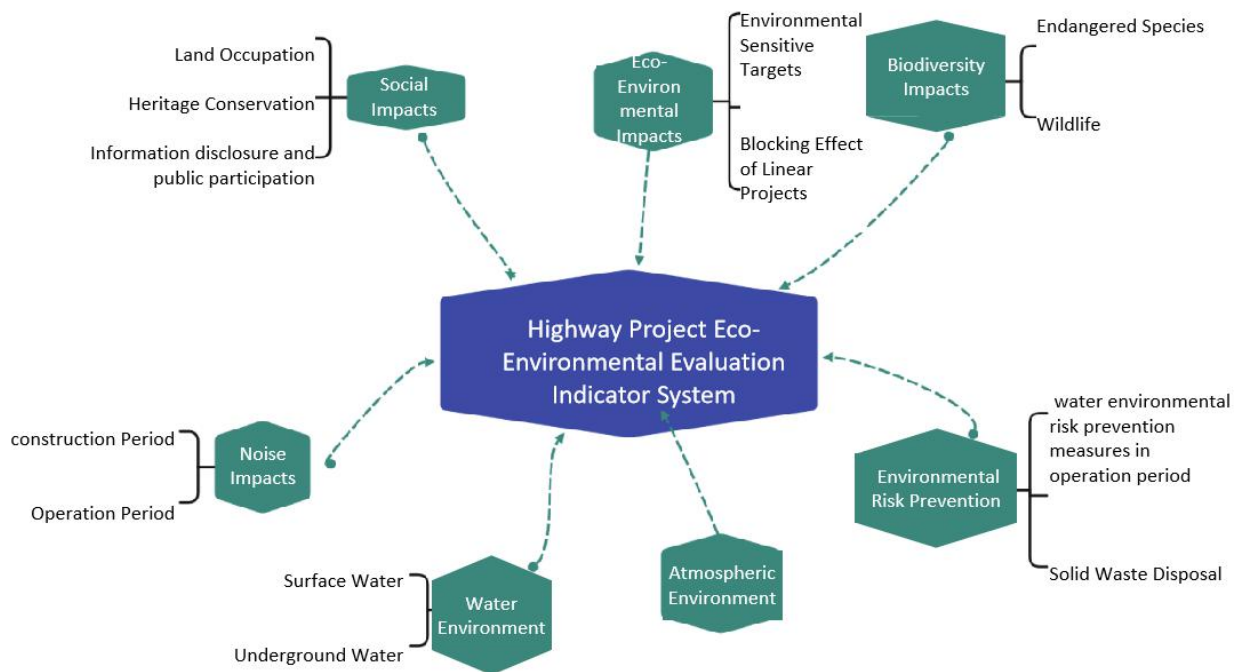 Land Occupation
Heritage Conservation
Information disclosure and
public participation
Social
Impacts
Eco-
Environ
mental
Impacts
Environmental
Sensitive
Targets
Blocking Effect
of Linear
Projects
Biodiversity
Impacts
Endangered Species
Wildlife
Highway Project Eco-
Environmental Evaluation
Indicator System
construction Period
Operation Period
Noise
Impacts
Surface Water
Underground Water
Water
Environment
Atmospheric
Environment
Environmental
Risk Prevention
water environmental
risk prevention
measures in
operation period
Solid Waste Disposal